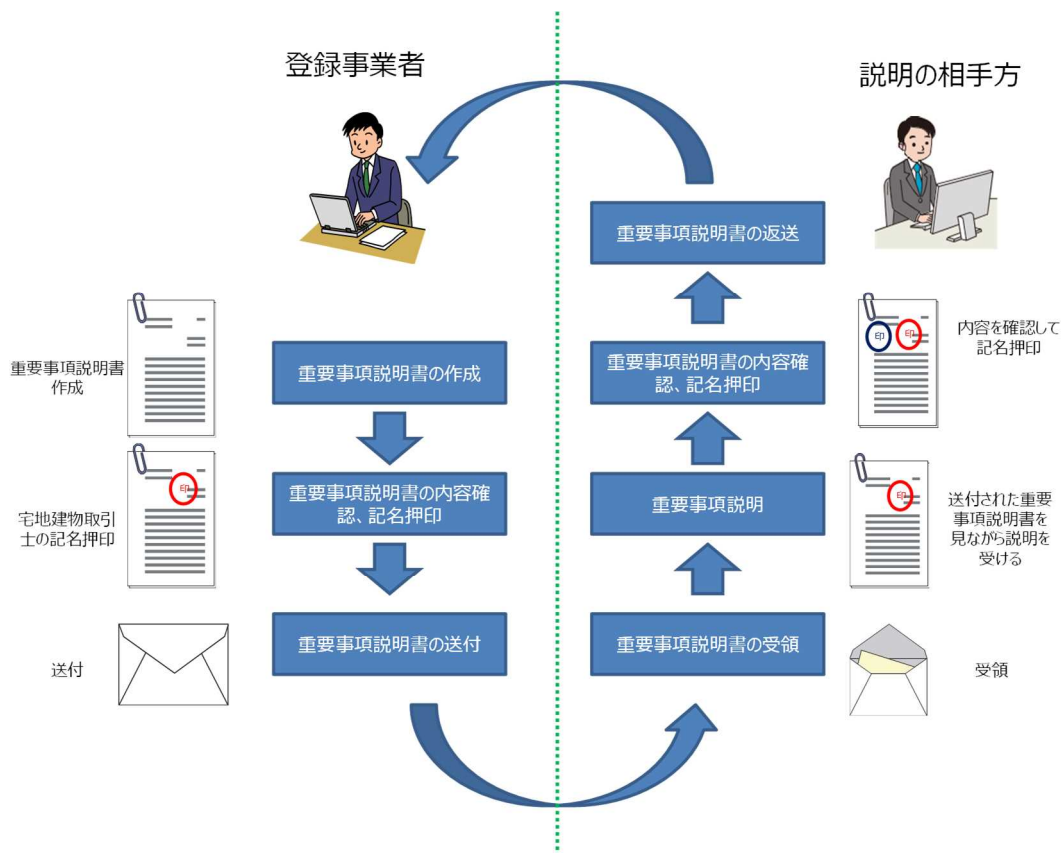 登録事業者
説明の相手方
重要事項説明書
作成
宅地建物取引
士の記名押印
送付
重要事項説明書の作成
重要事項説明書の内容確
認、記名押印
重要事項説明書の送付
重要事項説明書の返送
重要事項説明書の内容確
認、記名押印
重要事項説明
重要事項説明書の受領
内容を確認して
記名押印
送付された重要
事項説明書を
見ながら説明を
受ける
受領
印
印
印
印